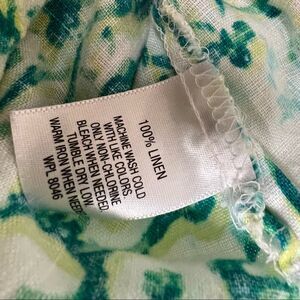 100% LINEN
MACHINE WASH COLD
WITH LIKE COLORS.
ONLY NON-CHLORINE
BLEACH WHEN NEEDED.
TUMBLE DRY LOW
WARM IRON WHEN
WPL 8046